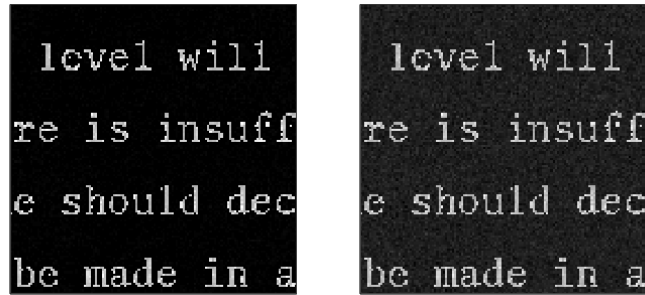 level will level will
re is insuff re is insuff
e should dec e should dec
be made in a be made in a